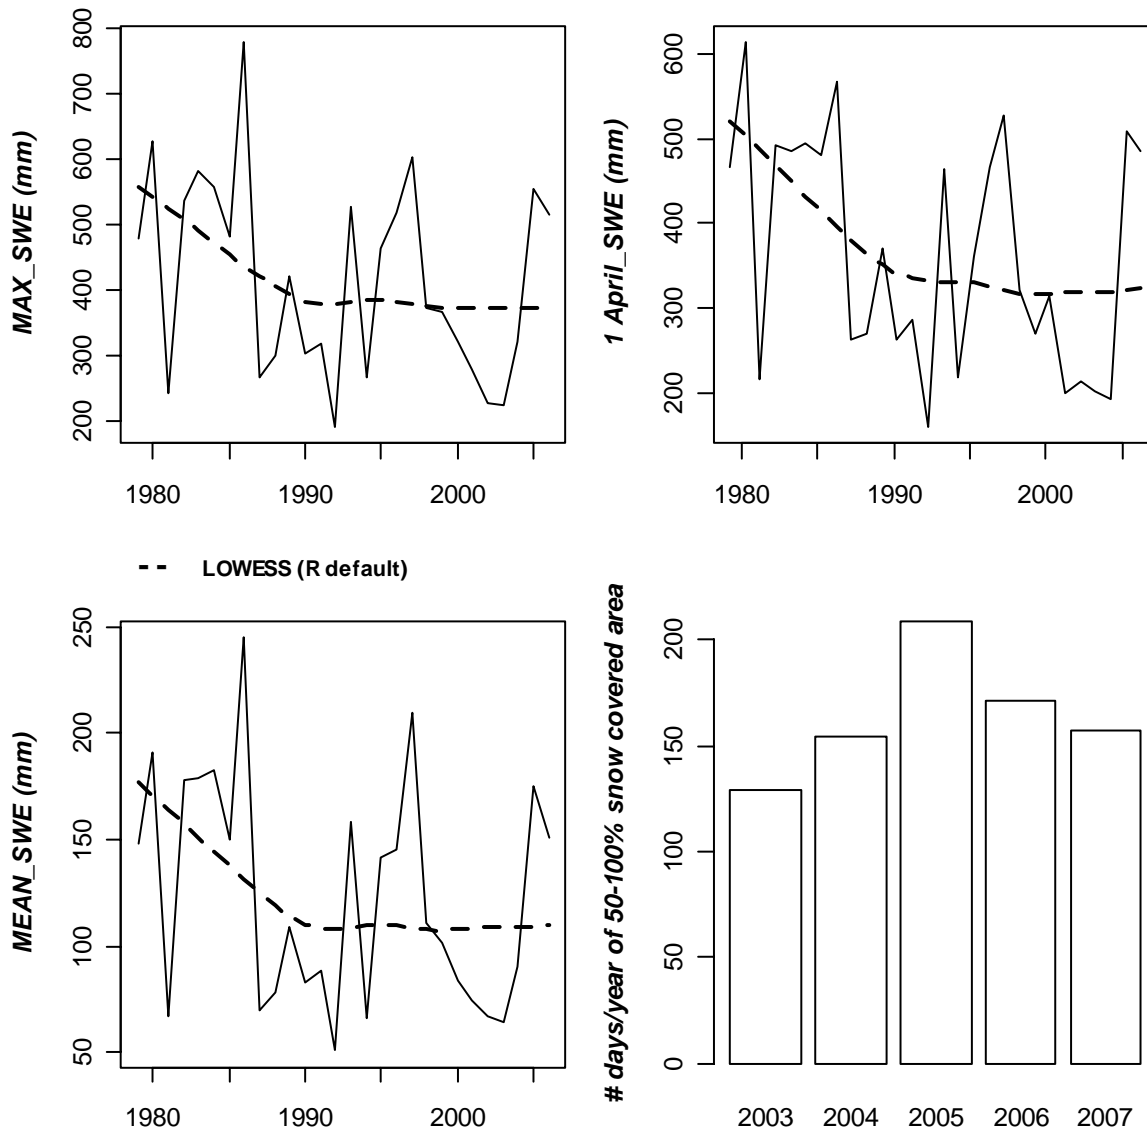 MAX_SWE (mm)
800
700
600
500
400
300
200
1980 1990 2000
1 April_SWE (mm)
600
500
400
300
200
1980 1990 2000
LOWESS (R default)
MEAN_SWE (mm)
250
200
150
100
50
1980 1990 2000
# days/year of 50-100% snow covered area
200
150
100
50
0
2003 2004 2005 2006 2007